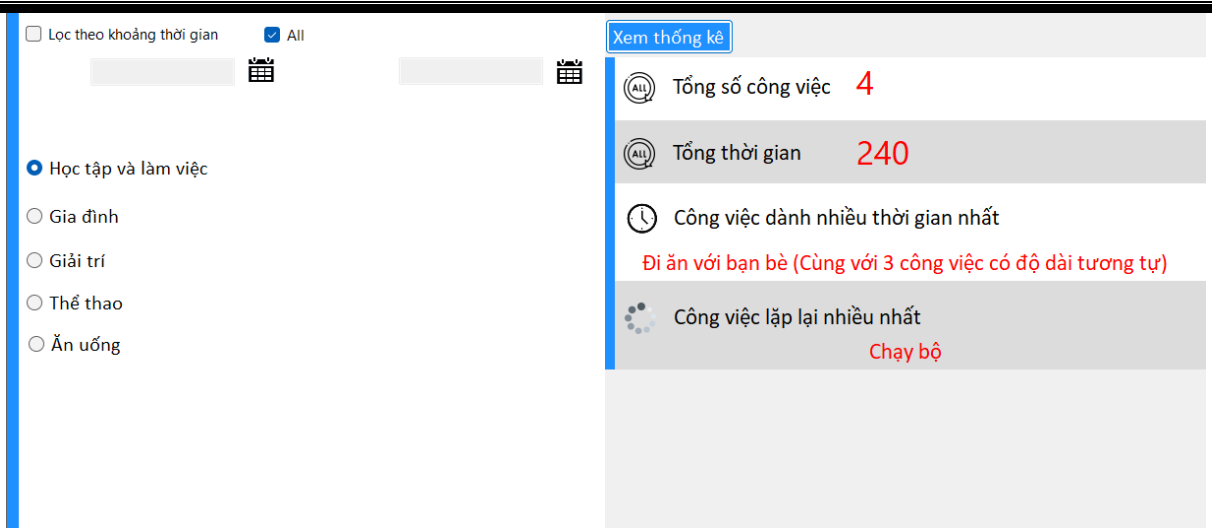 Lọc theo khoảng thời gian
All
Học tập và làm việc
Gia đình
Giải trí
Thể thao
Ăn uống
Xem thống kê
ALL Tổng số công việc 4
ALL Tổng thời gian 240
Công việc dành nhiều thời gian nhất
Đi ăn với bạn bè (Cùng với 3 công việc có độ dài tương tự)
Công việc lặp lại nhiều nhất
Chạy bộ